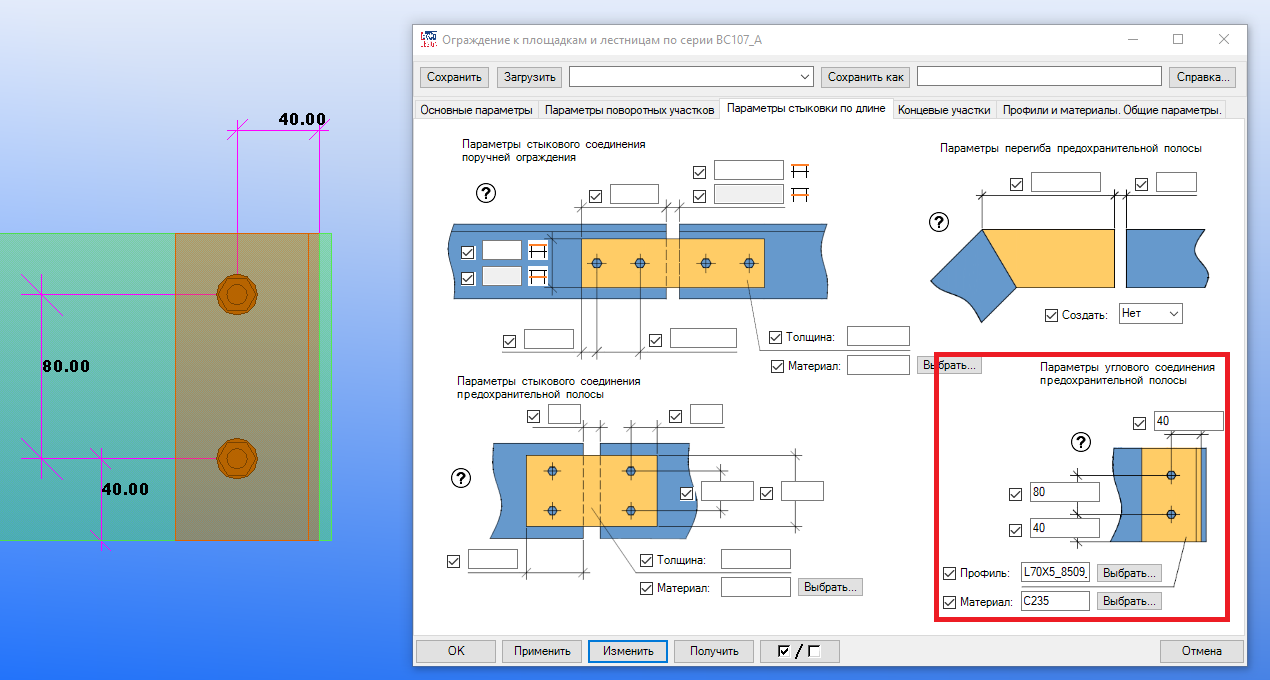 40.00
80.00
40.00
Ограждение к площадкам и лестницам по серии ВС107_А
Сохранить
Загрузить
Сохранить как
Справка...
Основные параметры
Параметры поворотных участков
Параметры стыковки по длине
Концевые участки
Профили и материалы. Общие параметры.
Параметры стыкового соединения
поручней ограждения
?
Толщина:
Материал:
Выбрать...
Параметры перегиба предохранительной полосы
?
Создать:
Нет
Параметры стыкового соединения
предохранительной полосы
?
Толщина:
Материал:
Выбрать...
Параметры углового соединения
предохранительной полосы
?
40
80
40
Профиль:
L70X5_8509_
Выбрать...
Материал:
C235
Выбрать...
OK
Применить
Изменить
Получить
/
Отмена